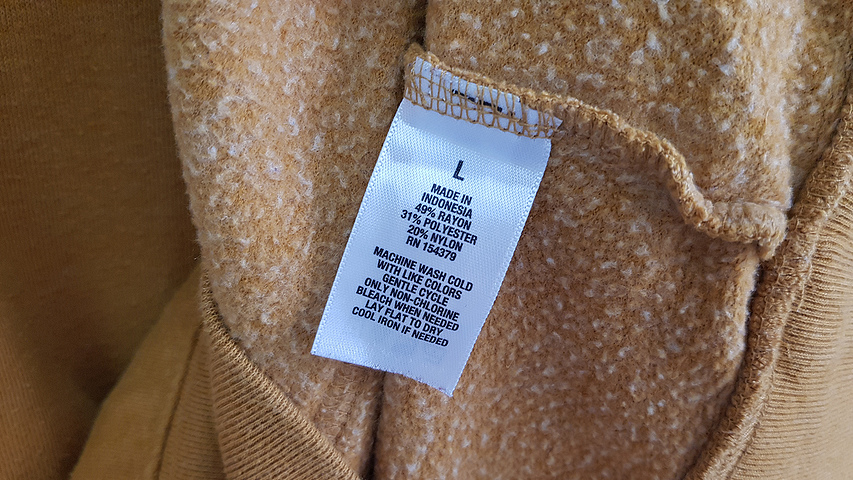 L
MADE IN
INDONESIA
49% RAYON
31% POLYESTER
20% NYLON
RN 154379
MACHINE WASH COLD
WITH LIKE COLORS
GENTLE CYCLE
ONLY NON-CHLORINE
BLEACH WHEN NEEDED
LAY FLAT TO DRY
COOL IRON IF NEEDED